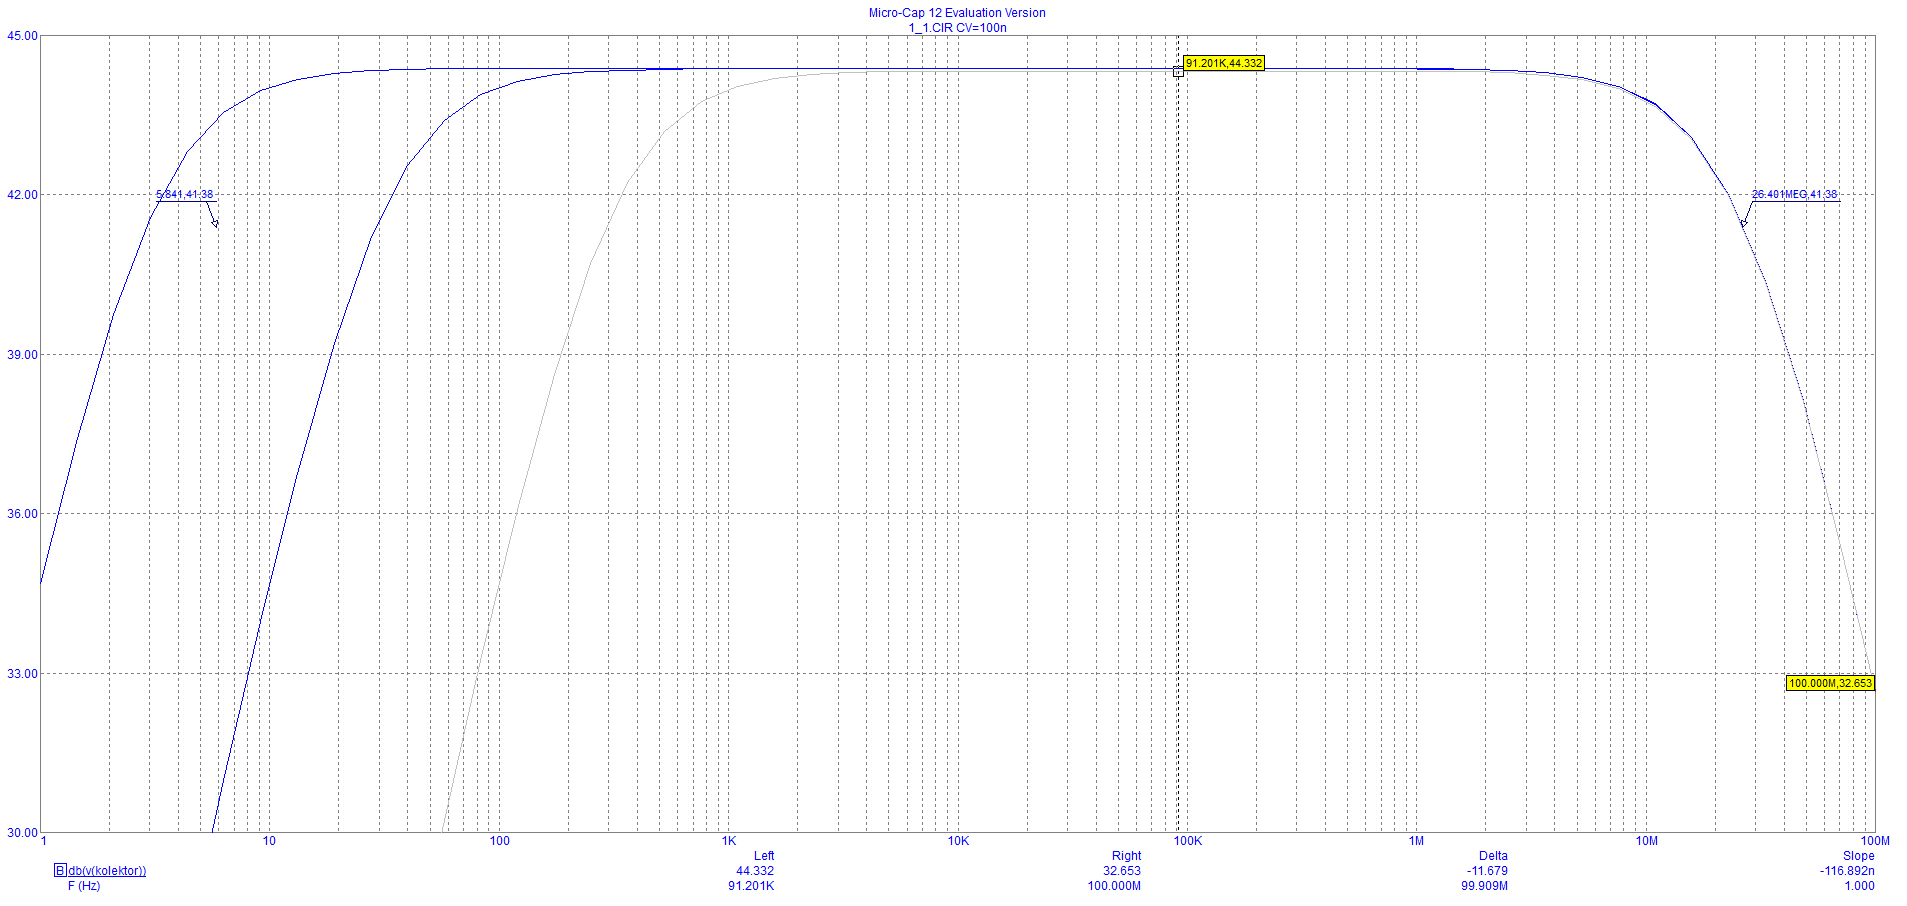 Micro-Cap 12 Evaluation Version
1_1.CIR CV=100n
45.00
91.201K,44.332
42.00
5.841,41.38
26.401MEG,41.38
39.00
36.00
33.00
100.000M,32.653
30.00
1 10 100 1K 10K 100K 1M 10M 100M
Left Right Delta Slope
B db(v(kolektor)) 44.332 32.653 -11.679 -116.892n
F (Hz) 91.201K 100.000M 99.909M 1.000